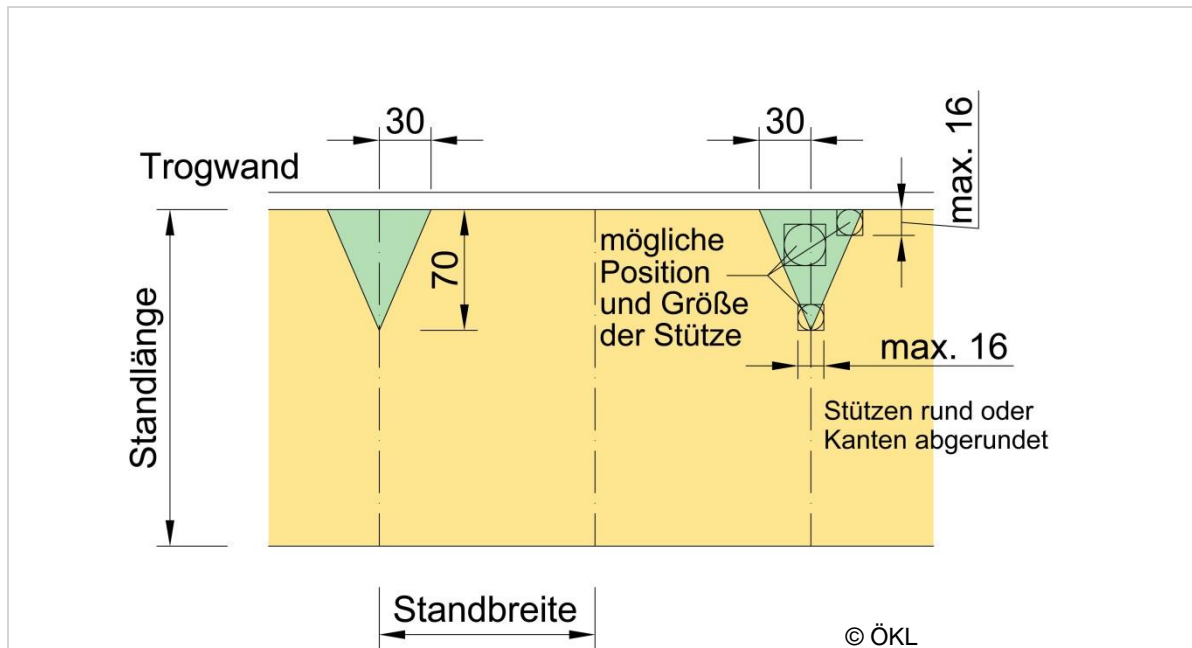 30
30
max. 16
Trogwand
Standlänge
70
mögliche
Position
und Größe
der Stütze
max. 16
Stützen rund oder
Kanten abgerundet
Standbreite
© ÖKL